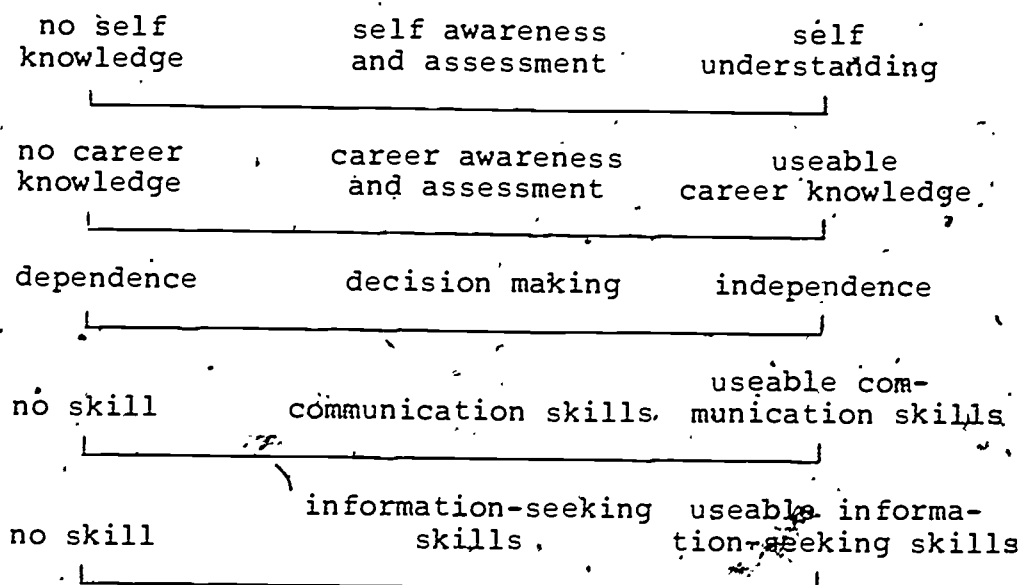 no self self awareness self
knowledge and assessment understanding
no career career awareness useable
knowledge and assessment career knowledge
dependence decision making independence
useable com-
no skill communication skills munication skills
information-seeking useable informa-
no skill skills tion-seeking skills